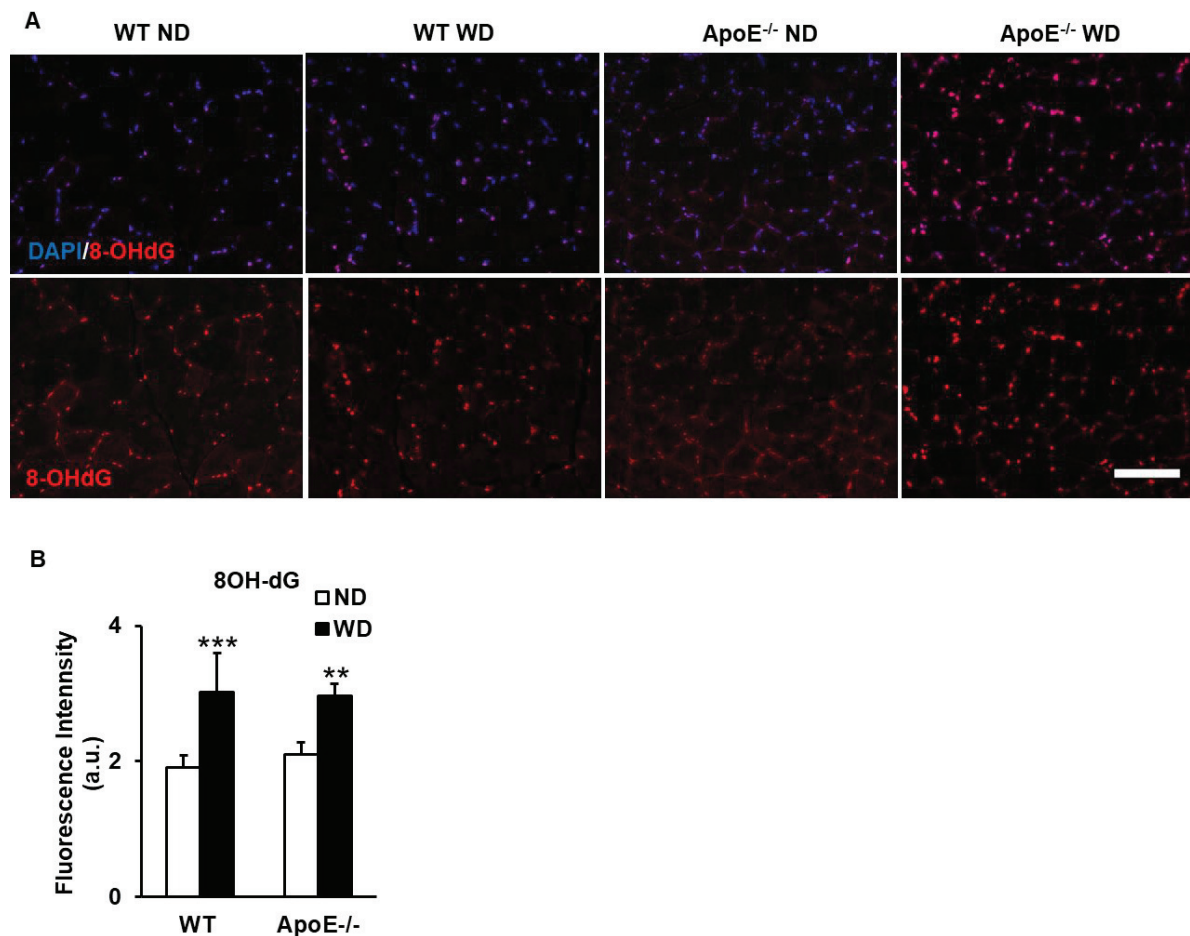 A
WT ND
WT WD
ApoE-/- ND
ApoE-/- WD
DAPI/8-OHdG
8-OHdG
B
8OH-dG
ND
WD
Fluorescence Intennsity
(a.u.)
4
2
0
***
**
WT
ApoE-/-